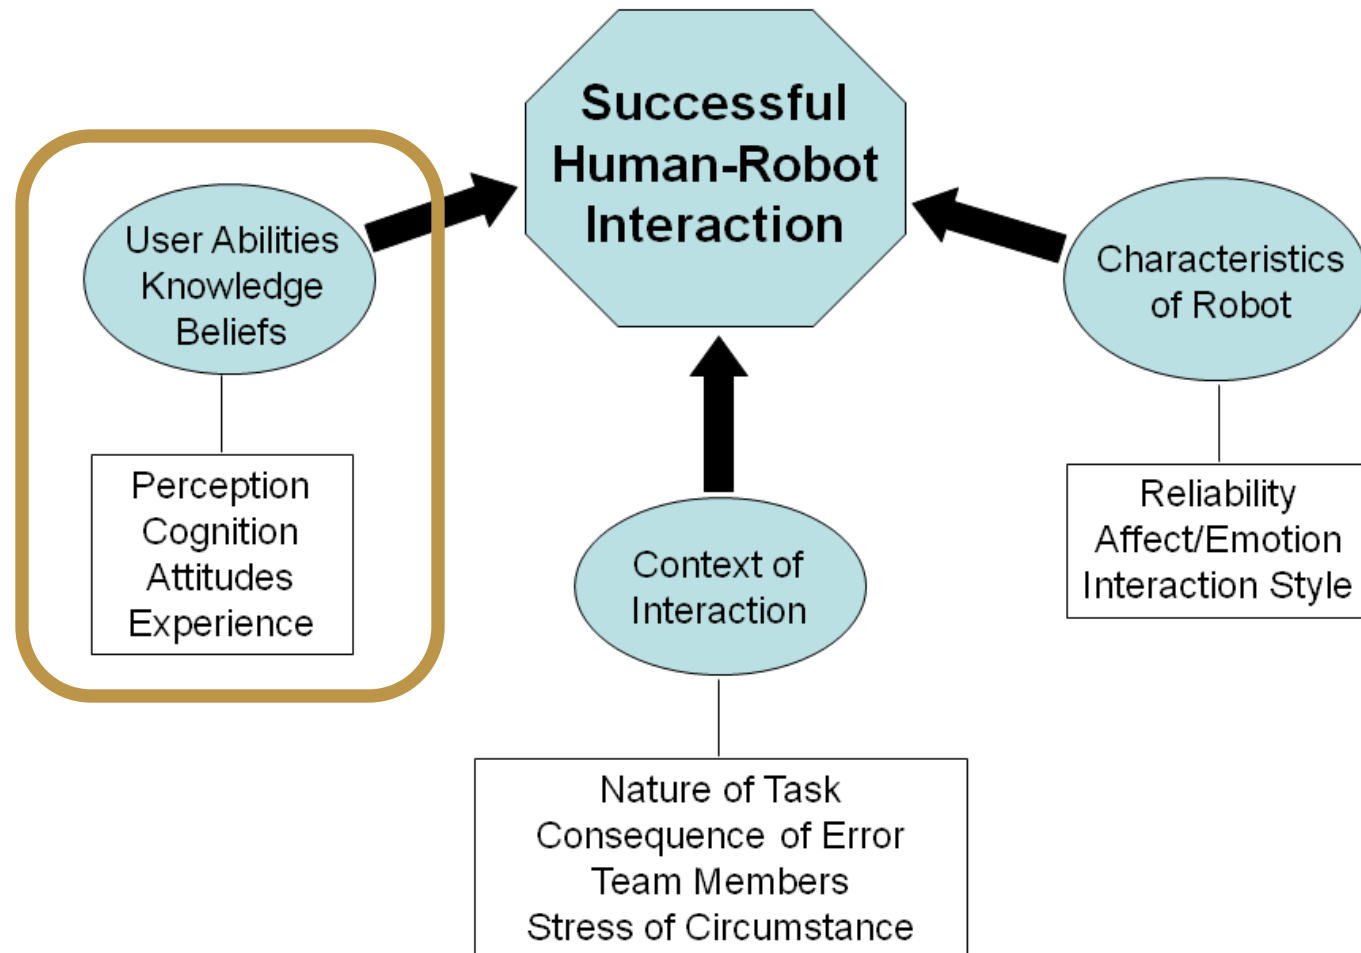 Successful
Human-Robot
Interaction
User Abilities
Knowledge
Beliefs
Perception
Cognition
Attitudes
Experience
Context of
Interaction
Nature of Task
Consequence of Error
Team Members
Stress of Circumstance
Characteristics
of Robot
Reliability
Affect/Emotion
Interaction Style